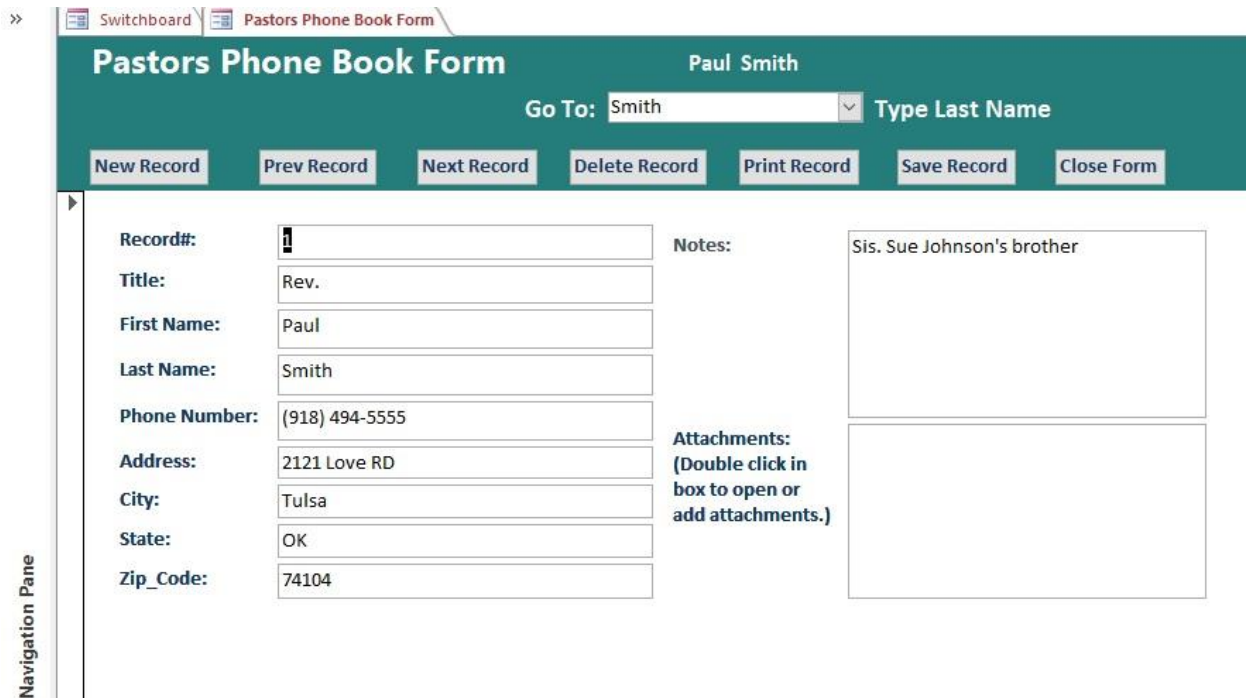 »
Switchboard
Pastors Phone Book Form
Pastors Phone Book Form
Paul Smith
Go To: Smith Type Last Name
New Record Prev Record Next Record Delete Record Print Record Save Record Close Form
Record#: 1
Title: Rev.
First Name: Paul
Last Name: Smith
Phone Number: (918) 494-5555
Address: 2121 Love RD
City: Tulsa
State: OK
Zip_Code: 74104
Notes: Sis. Sue Johnson's brother
Attachments:
(Double click in
box to open or
add attachments.)
Navigation Pane